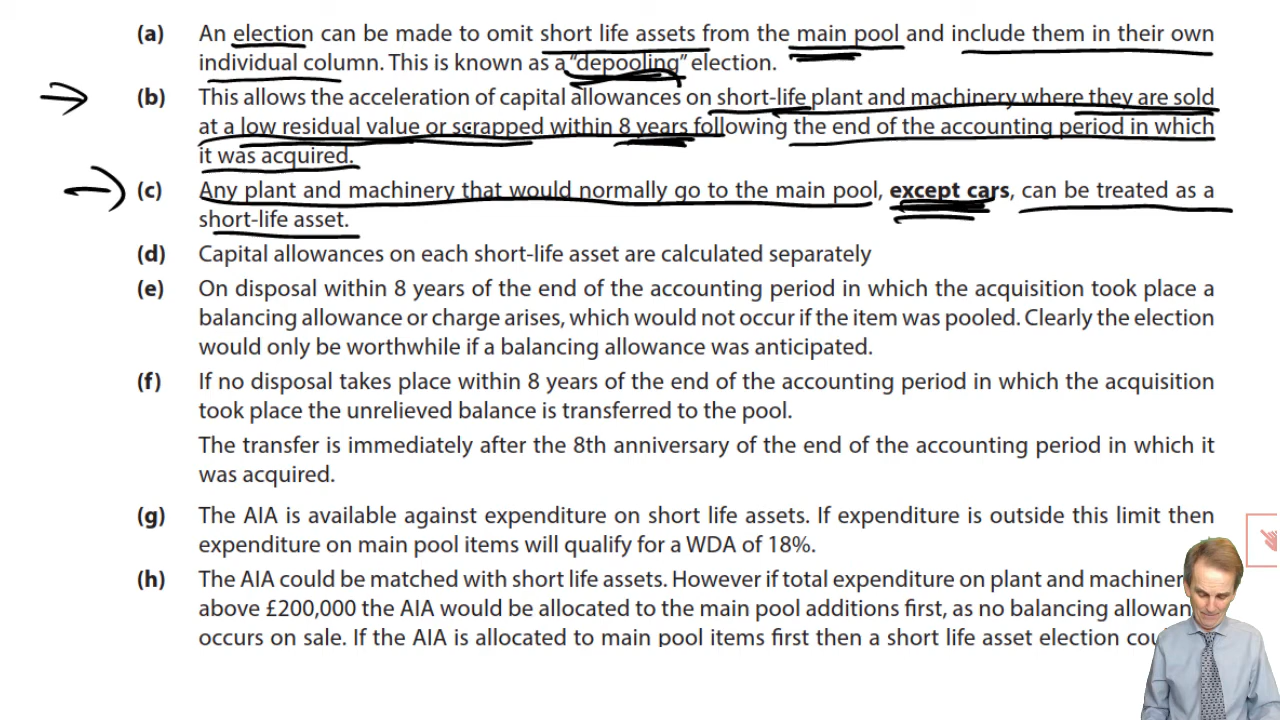 (a) An election can be made to omit short life assets from the main pool and include them in their own
individual column. This is known as a “depooling” election.
(b) This allows the acceleration of capital allowances on short-life plant and machinery where they are sold
at a low residual value or scrapped within 8 years following the end of the accounting period in which
it was acquired.
(c) Any plant and machinery that would normally go to the main pool, except cars, can be treated as a
short-life asset.
(d) Capital allowances on each short-life asset are calculated separately
(e) On disposal within 8 years of the end of the accounting period in which the acquisition took place a
balancing allowance or charge arises, which would not occur if the item was pooled. Clearly the election
would only be worthwhile if a balancing allowance was anticipated.
(f) If no disposal takes place within 8 years of the end of the accounting period in which the acquisition
took place the unrelieved balance is transferred to the pool.
The transfer is immediately after the 8th anniversary of the end of the accounting period in which it
was acquired.
(g) The AIA is available against expenditure on short life assets. If expenditure is outside this limit then
expenditure on main pool items will qualify for a WDA of 18%.
(h) The AIA could be matched with short life assets. However if total expenditure on plant and
above £200,000 the AIA would be allocated to the main pool additions first, as no balancing
occurs on sale. If the AIA is allocated to main pool items first then a short life asset election